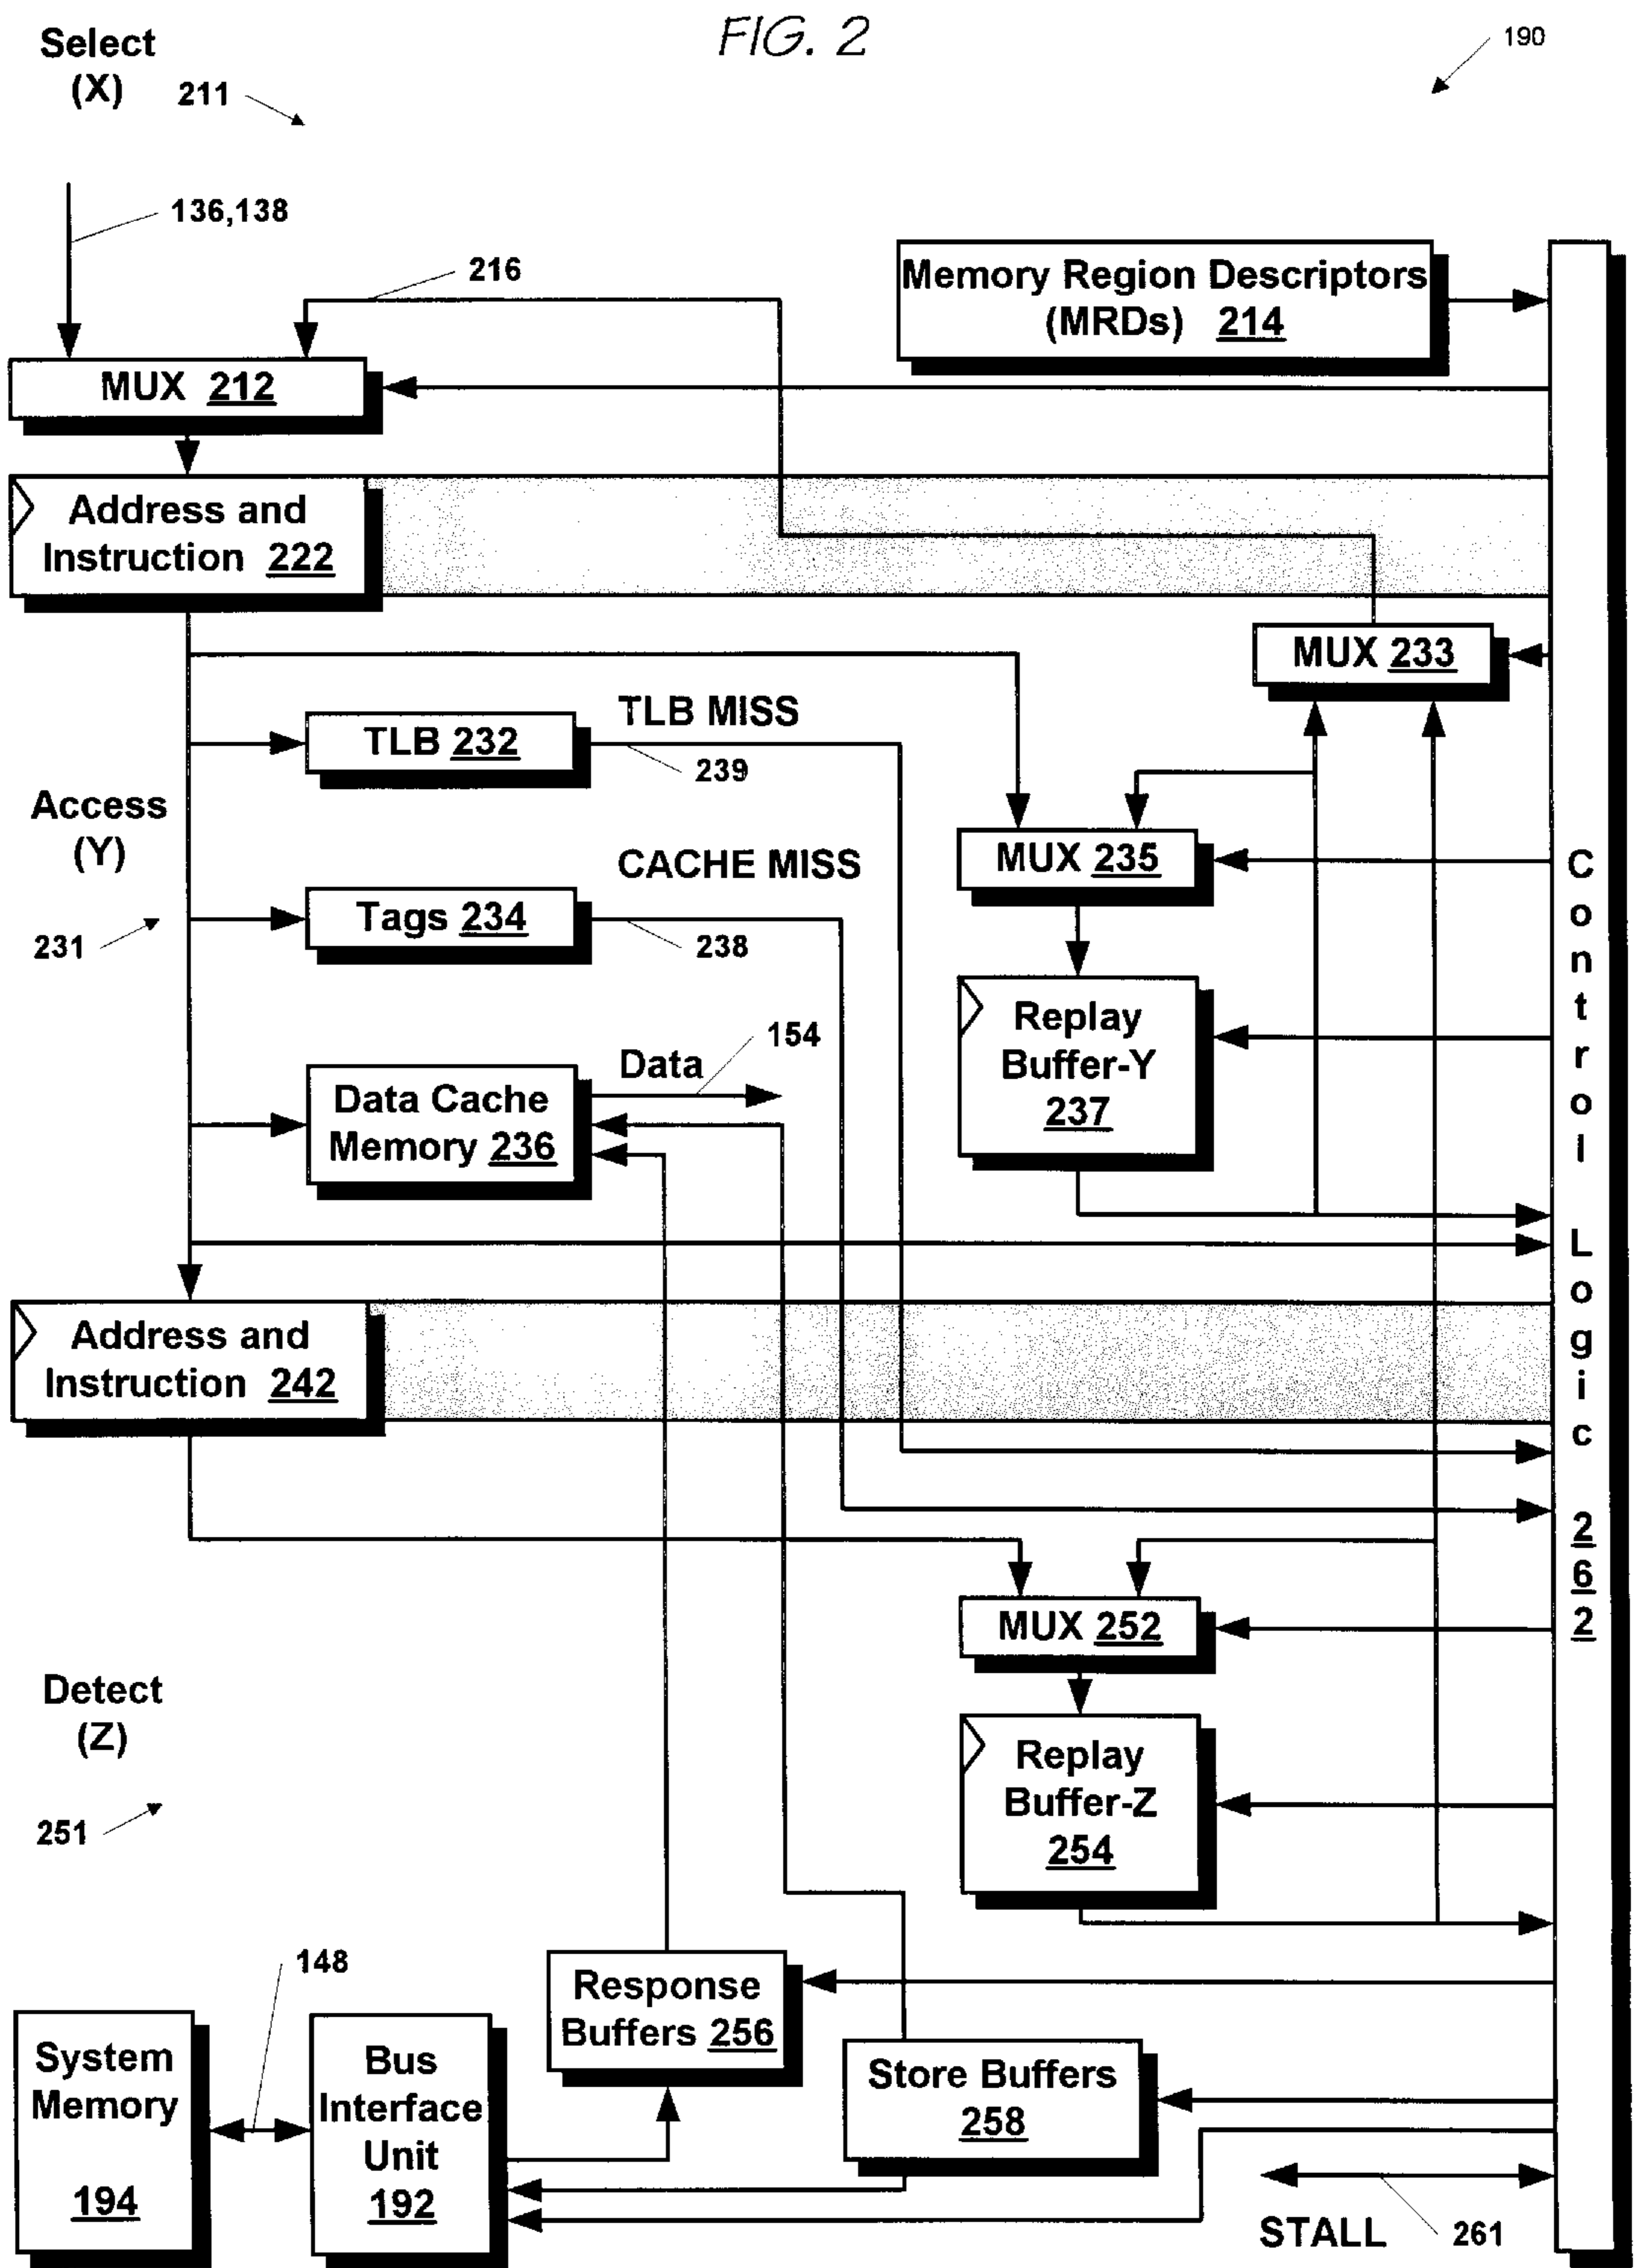 FIG. 2
190
Select
(X)
211
136,138
216
Memory Region Descriptors
(MRDs) 214
MUX 212
Address and
Instruction 222
MUX 233
TLB MISS
TLB 232
239
Access
(Y)
231
MUX 235
CACHE MISS
Tags 234
238
Replay
Buffer-Y
237
154
Data
Data Cache
Memory 236
Control Logic 262
Address and
Instruction 242
MUX 252
Detect
(Z)
251
Replay
Buffer-Z
254
148
Response
Buffers 256
System
Memory
194
Bus
Interface
Unit
192
Store Buffers
258
STALL
261